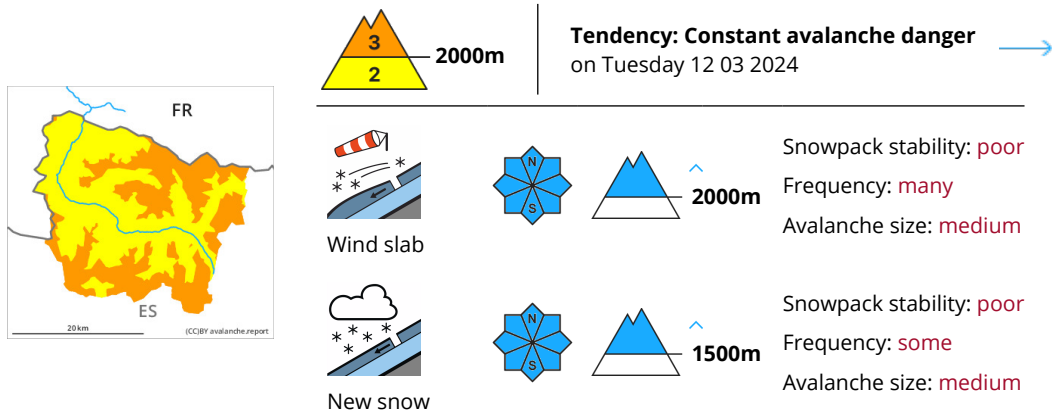 FR
ES
20 km
(CC)BY avalanche.report
3
2
2000m
Tendency: Constant avalanche danger
on Tuesday 12 03 2024
Wind slab
N
S
2000m
Snowpack stability: poor
Frequency: many
Avalanche size: medium
New snow
N
S
1500m
Snowpack stability: poor
Frequency: some
Avalanche size: medium